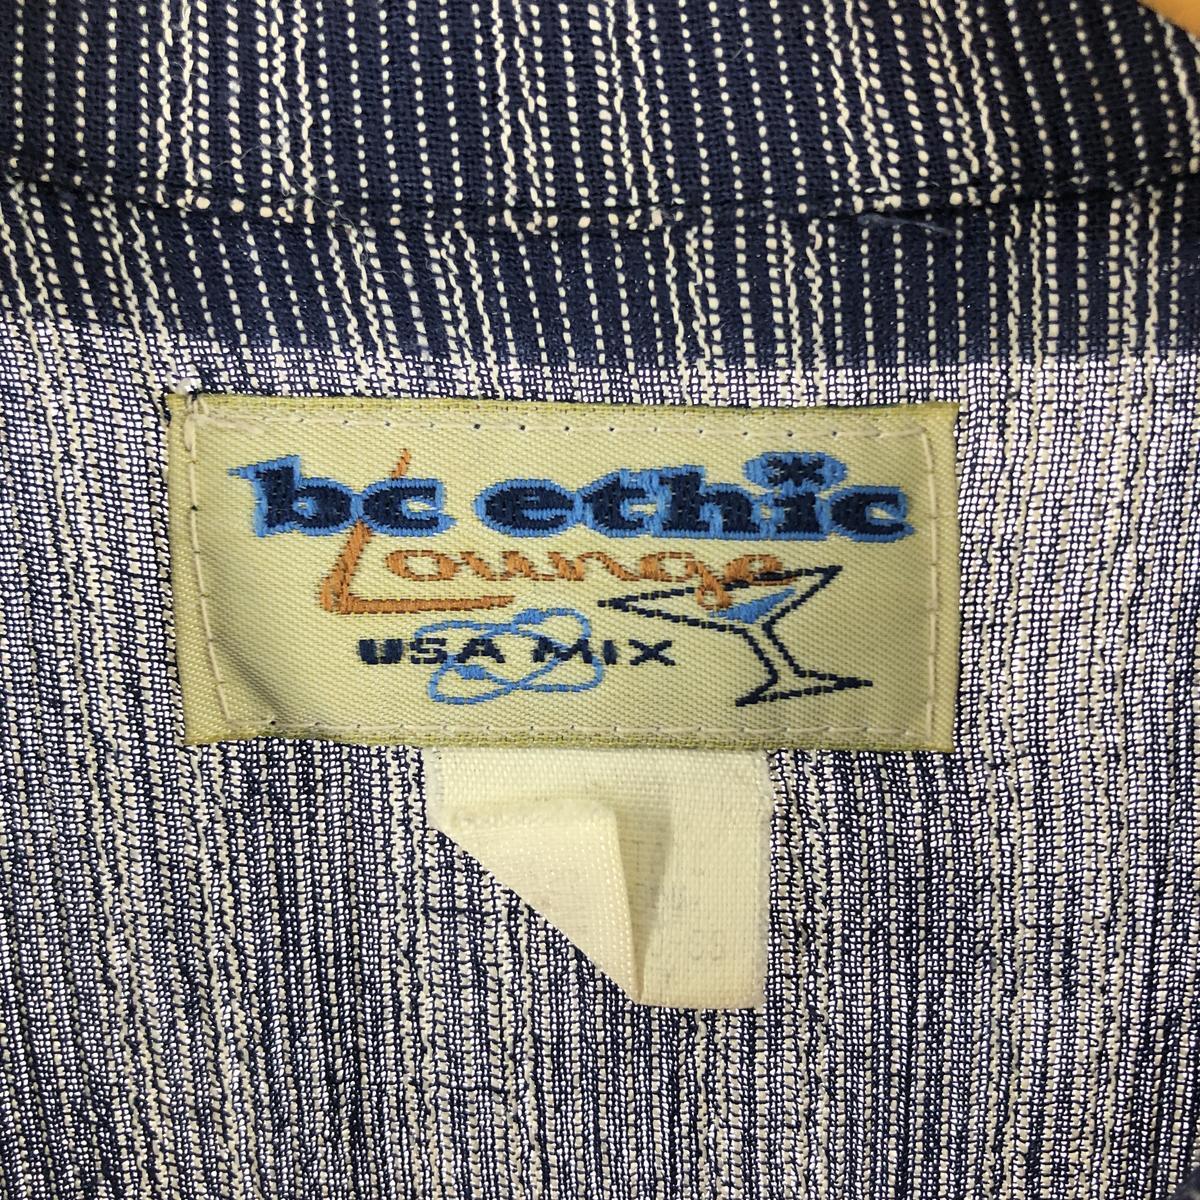 bc ethic
Lounge
USA MIX